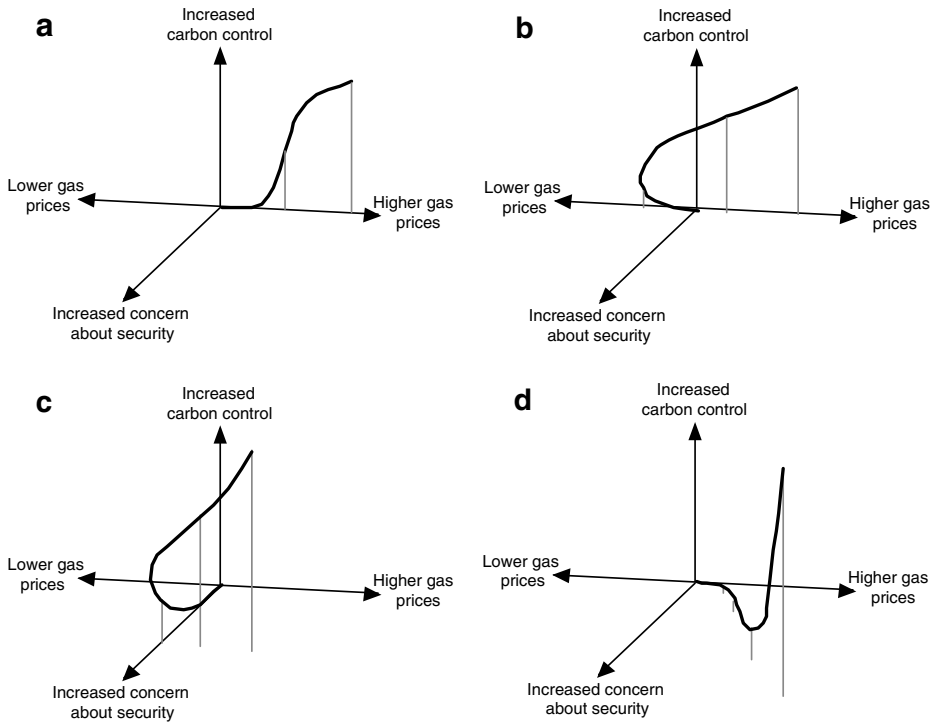 a
Increased
carbon control
Lower gas
prices
Higher gas
prices
Increased concern
about security
b
Increased
carbon control
Lower gas
prices
Higher gas
prices
Increased concern
about security
c
Increased
carbon control
Lower gas
prices
Higher gas
prices
Increased concern
about security
d
Increased
carbon control
Lower gas
prices
Higher gas
prices
Increased concern
about security